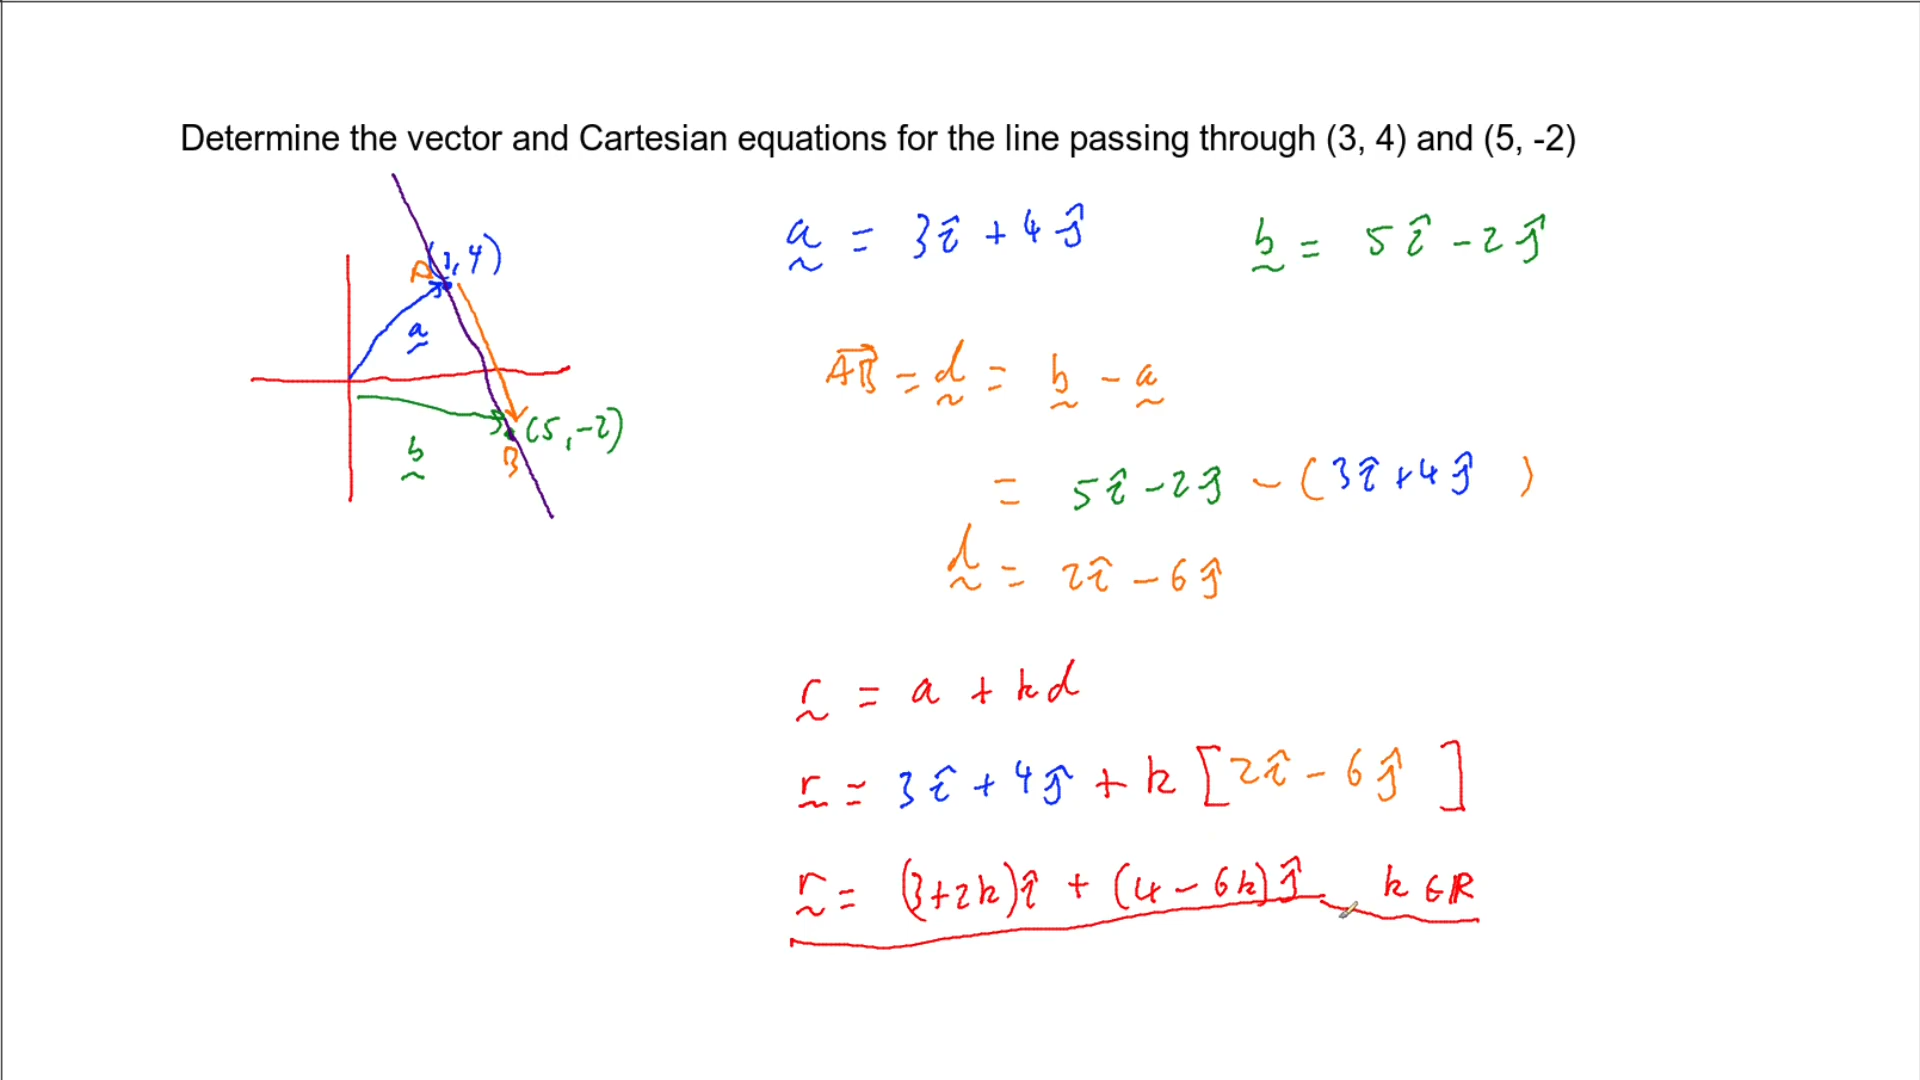 Determine the vector and Cartesian equations for the line passing through (3, 4) and (5, -2)
A (3, 4)
a
(5, -2)
b
B
a = 3î + 4ĵ
b = 5î - 2ĵ
AB = d = b - a
= 5î - 2ĵ - (3î + 4ĵ)
d = 2î - 6ĵ
r = a + kd
r = 3î + 4ĵ + k [2î - 6ĵ]
r = (3+2k)î + (4-6k)ĵ, k ∈ ℝ